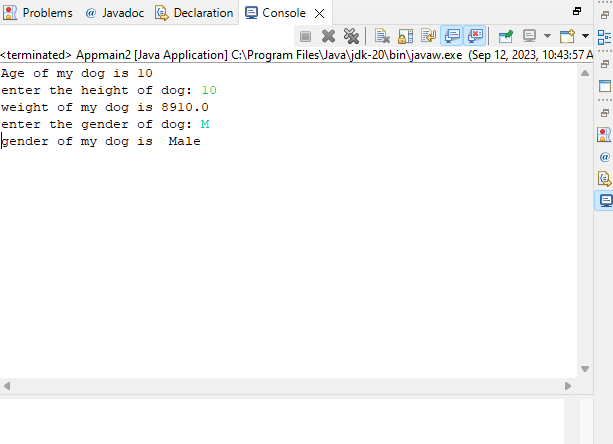 Problems @ Javadoc Declaration Console
<terminated> Appmain2 [Java Application] C:\Program Files\Java\jdk-20\bin\javaw.exe (Sep 12, 2023, 10:43:57 A
Age of my dog is 10
enter the height of dog: 10
weight of my dog is 8910.0
enter the gender of dog: M
gender of my dog is  Male